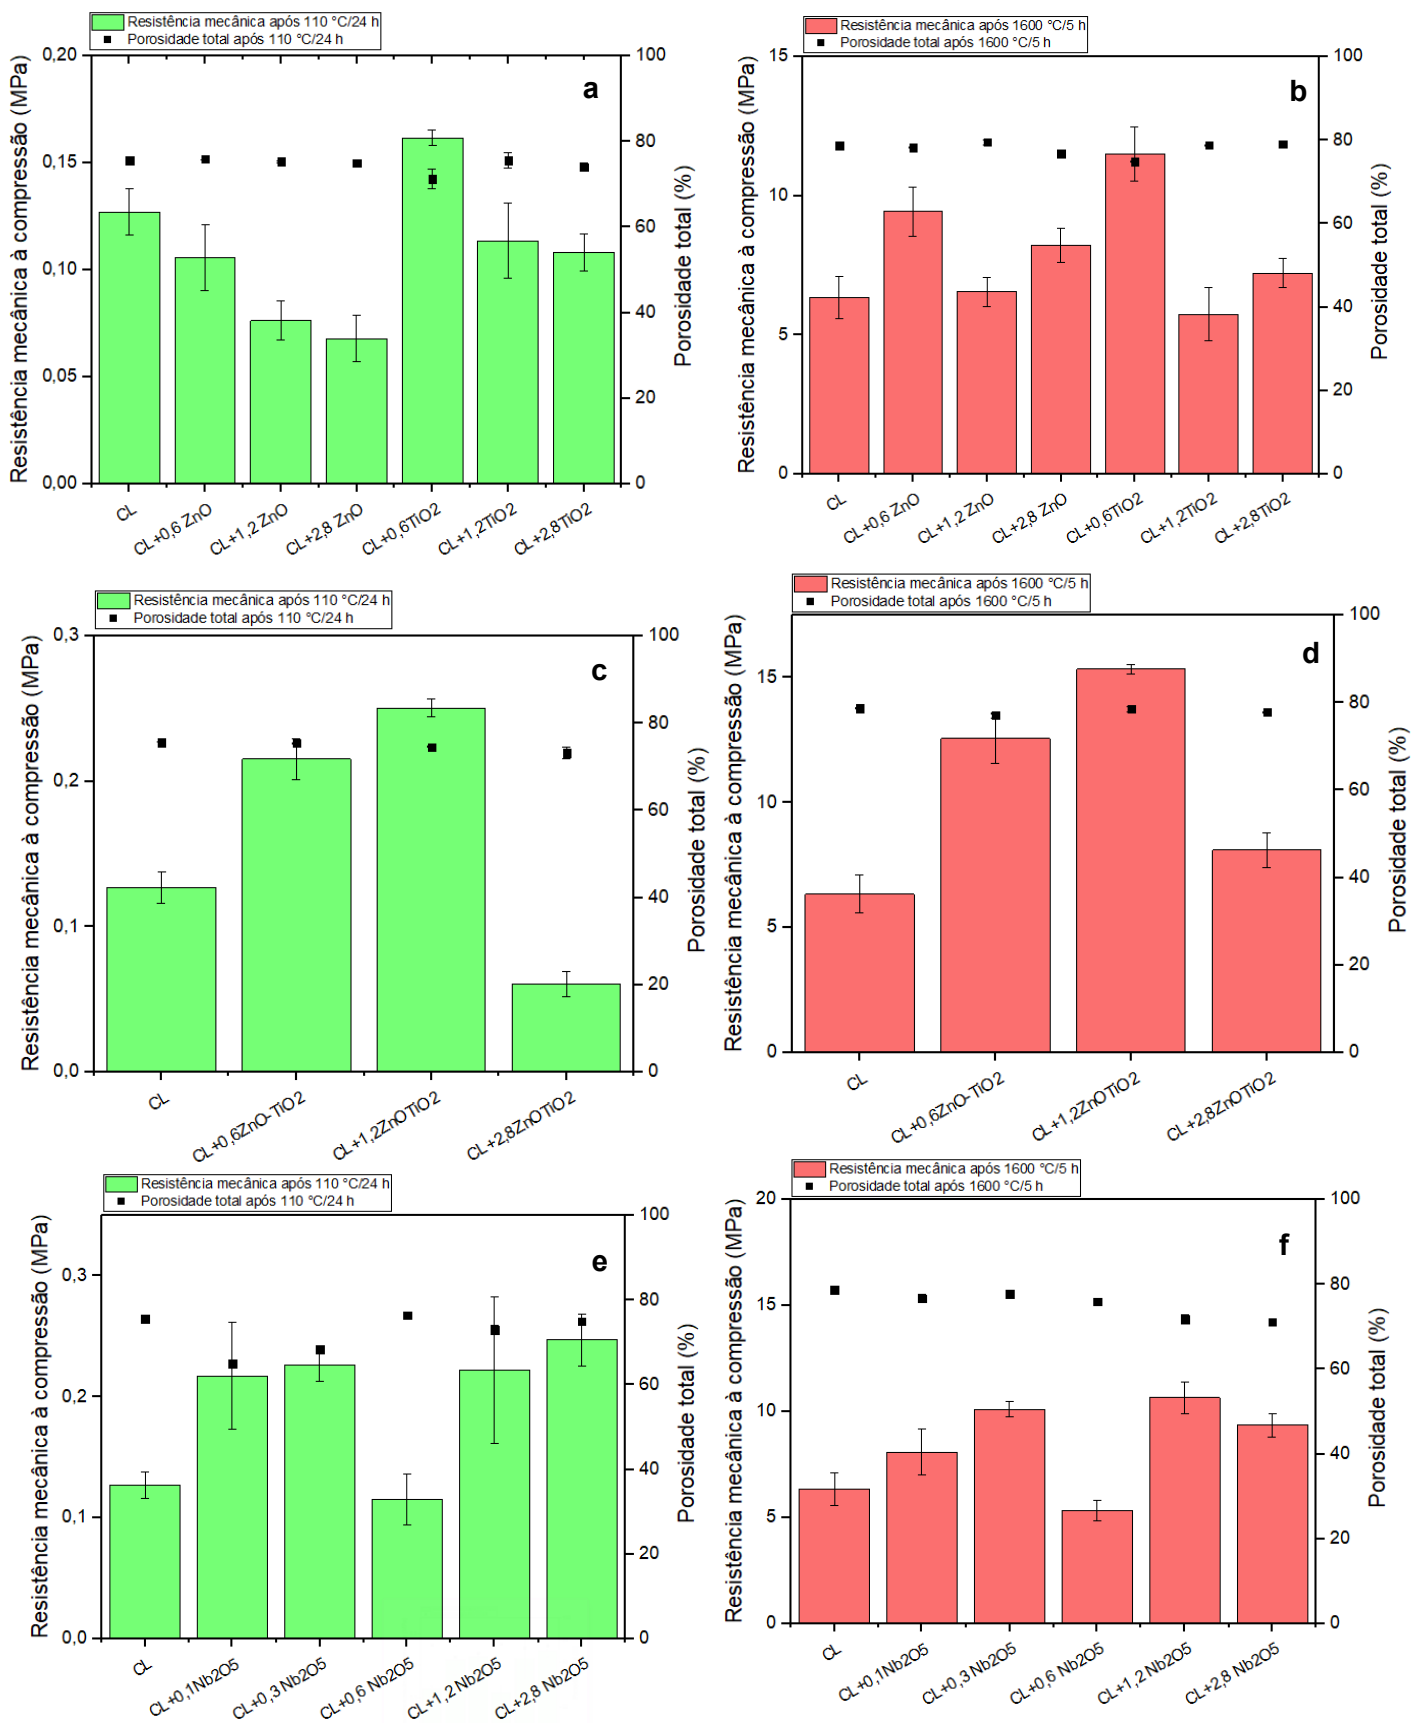 Resistência mecânica após 110 °C/24 h
Porosidade total após 110 °C/24 h
a
Resistência mecânica à compressão (MPa)
0,20
0,15
0,10
0,05
0,00
100
80
60
40
20
0
Porosidade total (%)
CL
CL+0,6 ZnO
CL+1,2 ZnO
CL+2,8 ZnO
CL+0,6TiO2
CL+1,2TiO2
CL+2,8TiO2
Resistência mecânica após 1600 °C/5 h
Porosidade total após 1600 °C/5 h
b
Resistência mecânica à compressão (MPa)
15
10
5
0
100
80
60
40
20
0
Porosidade total (%)
CL
CL+0,6 ZnO
CL+1,2 ZnO
CL+2,8 ZnO
CL+0,6TiO2
CL+1,2TiO2
CL+2,8TiO2
Resistência mecânica após 110 °C/24 h
Porosidade total após 110 °C/24 h
c
Resistência mecânica à compressão (MPa)
0,3
0,2
0,1
0,0
100
80
60
40
20
0
Porosidade total (%)
CL
CL+0,6ZnO-TiO2
CL+1,2ZnOTiO2
CL+2,8ZnOTiO2
Resistência mecânica após 1600 °C/5 h
Porosidade total após 1600 °C/5 h
d
Resistência mecânica à compressão (MPa)
15
10
5
0
100
80
60
40
20
0
Porosidade total (%)
CL
CL+0,6ZnO-TiO2
CL+1,2ZnOTiO2
CL+2,8ZnOTiO2
Resistência mecânica após 110 °C/24 h
Porosidade total após 110 °C/24 h
e
Resistência mecânica à compressão (MPa)
0,3
0,2
0,1
0,0
100
80
60
40
20
0
Porosidade total (%)
CL
CL+0,1Nb2O5
CL+0,3 Nb2O5
CL+0,6 Nb2O5
CL+1,2 Nb2O5
CL+2,8 Nb2O5
Resistência mecânica após 1600 °C/5 h
Porosidade total após 1600 °C/5 h
f
Resistência mecânica à compressão (MPa)
20
15
10
5
0
100
80
60
40
20
0
Porosidade total (%)
CL
CL+0,1Nb2O5
CL+0,3 Nb2O5
CL+0,6 Nb2O5
CL+1,2 Nb2O5
CL+2,8 Nb2O5